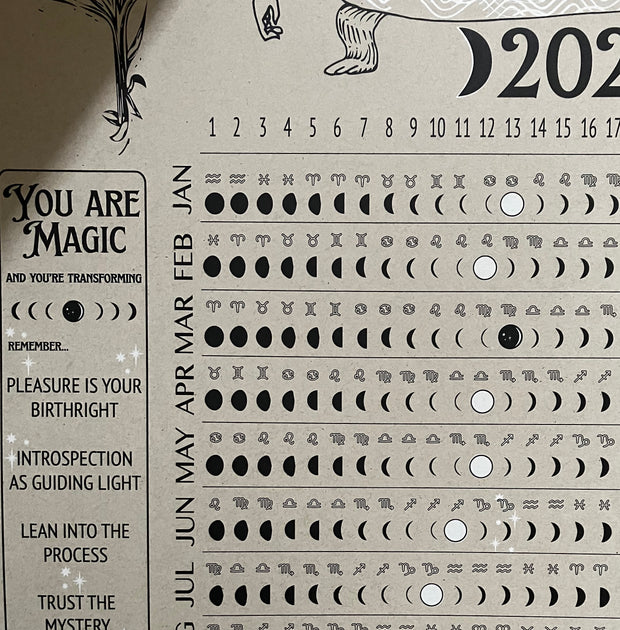 202
1 2 3 4 5 6 7 8 9 10 11 12 13 14 15 16 17
YOU ARE
MAGIC
AND YOU'RE TRANSFORMING
REMEMBER...
PLEASURE IS YOUR
BIRTHRIGHT
INTROSPECTION
AS GUIDING LIGHT
LEAN INTO THE
PROCESS
TRUST THE
MYSTERY
JAN
FEB
MAR
APR
MAY
JUN
JUL